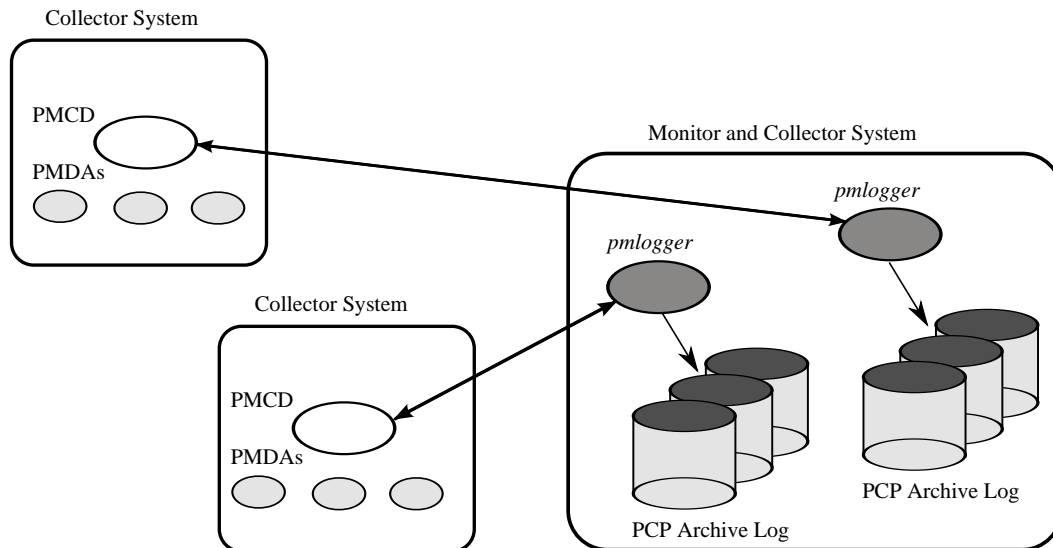 Collector System
PMCD
PMDAs
Monitor and Collector System
pmlogger
pmlogger
Collector System
PMCD
PMDAs
PCP Archive Log
PCP Archive Log